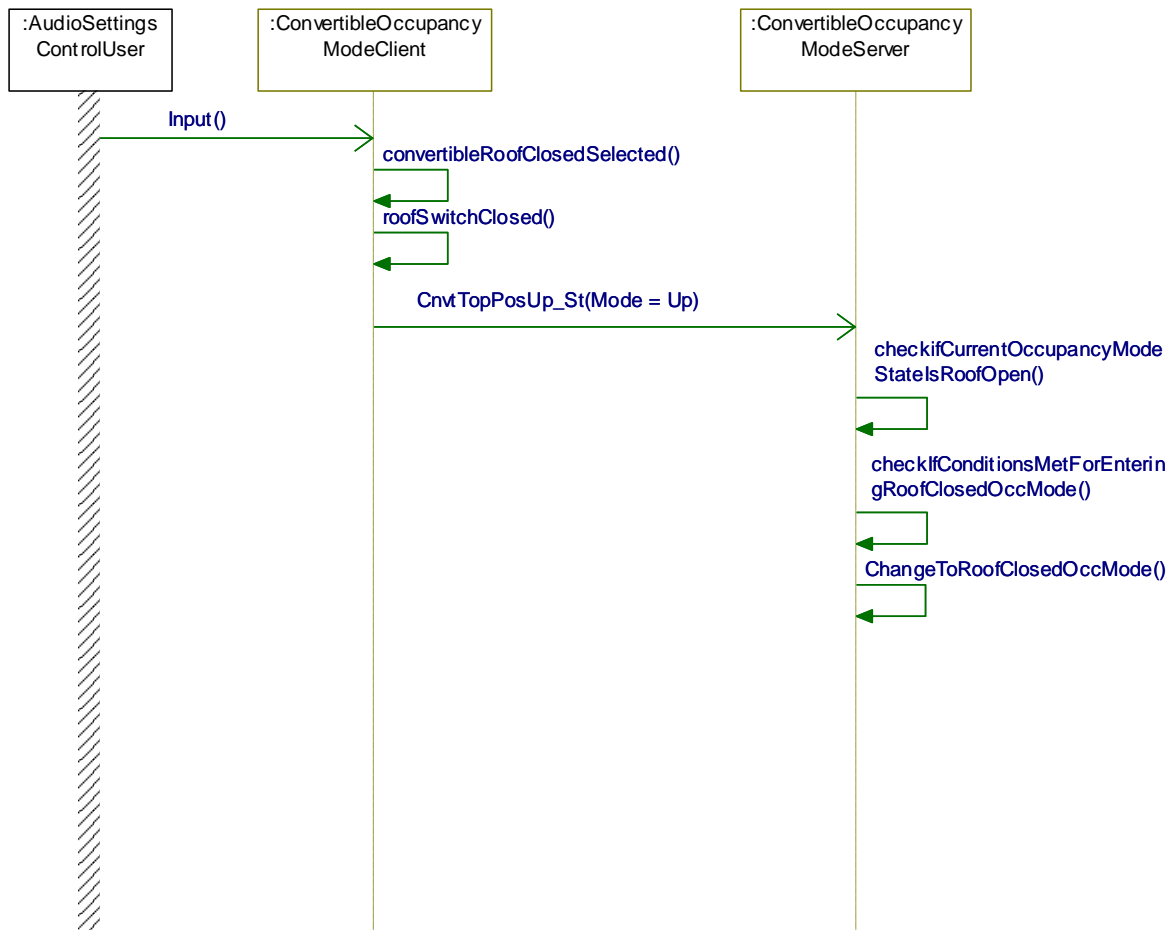 :AudioSettings
ControlUser
:ConvertibleOccupancy
ModeClient
:ConvertibleOccupancy
ModeServer
Input()
convertibleRoofClosedSelected()
roofSwitchClosed()
CnvtTopPosUp_St(Mode = Up)
checkifCurrentOccupancyMode
StateIsRoofOpen()
checkIfConditionsMetForEnterin
gRoofClosedOccMode()
ChangeToRoofClosedOccMode()